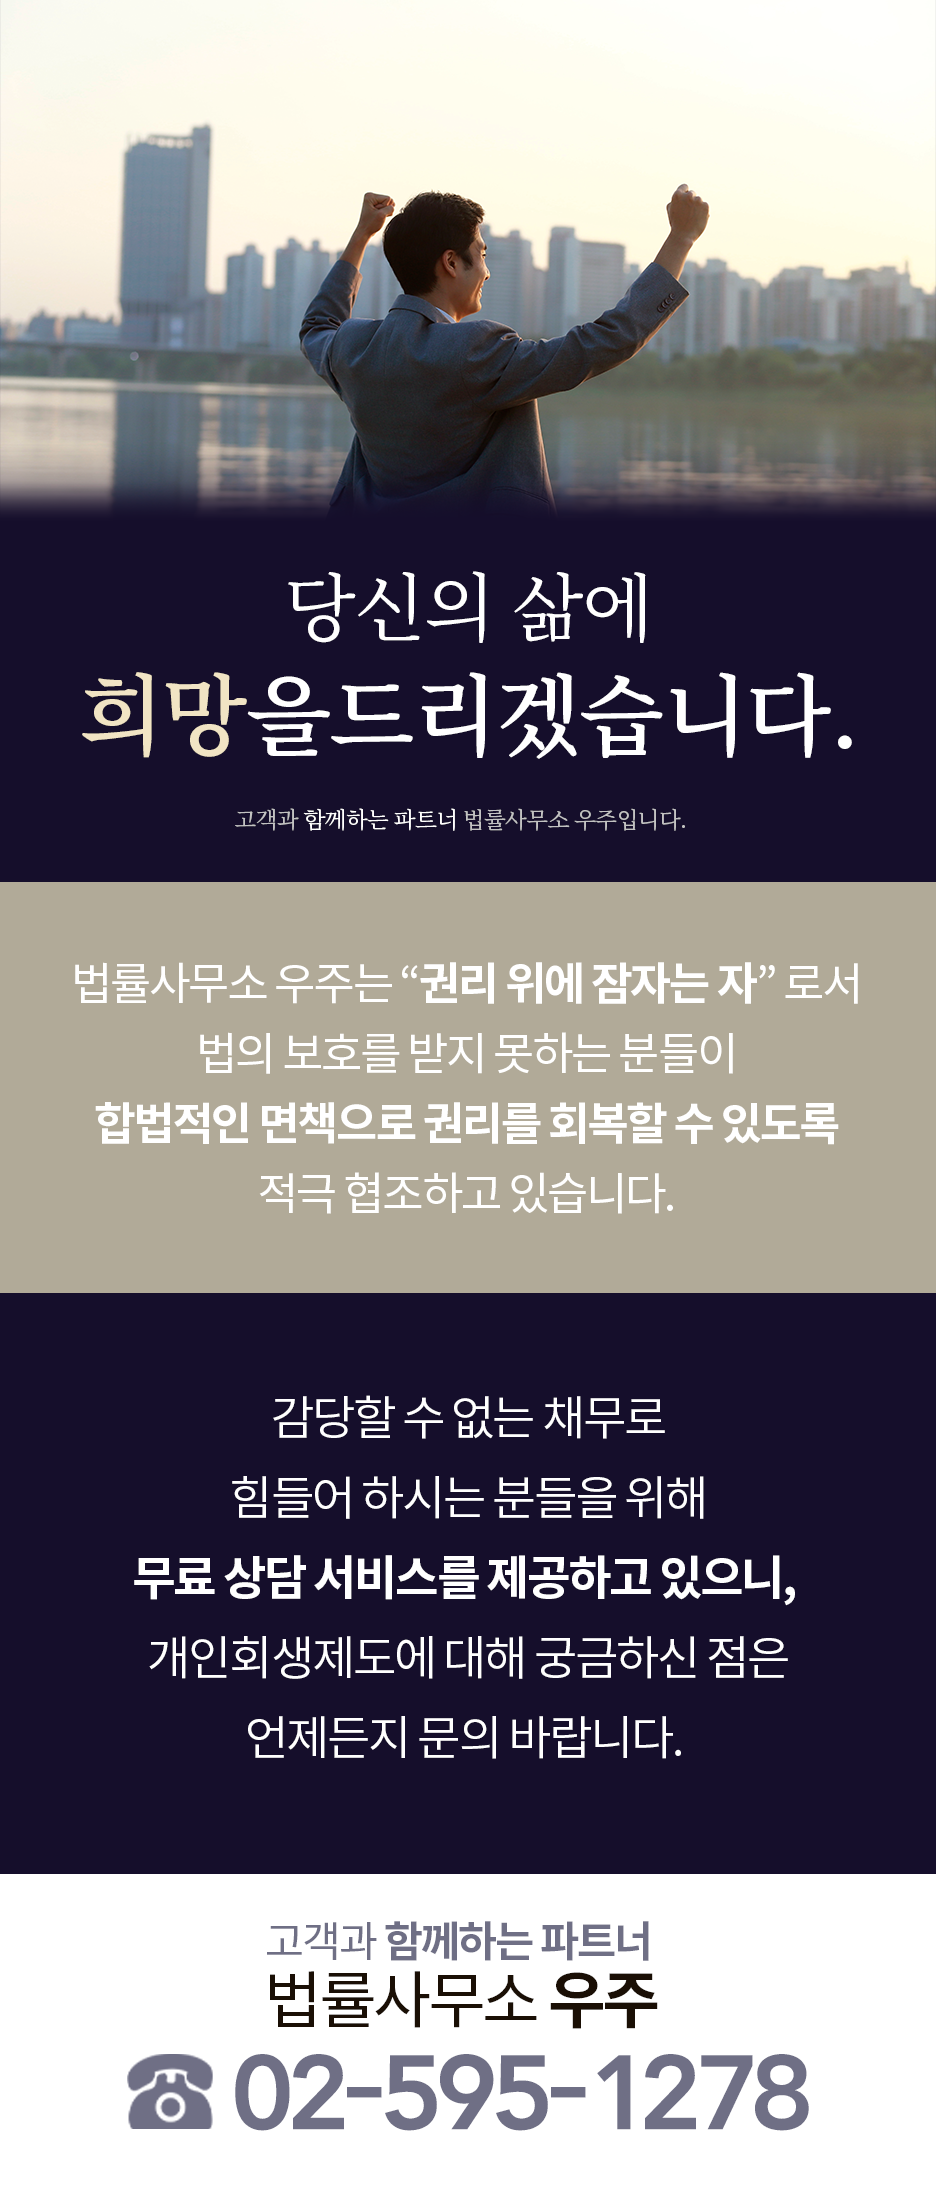 당신의 삶에
희망을드리겠습니다.
고객과 함께하는 파트너 법률사무소 우주입니다.
법률사무소 우주는 “권리 위에 잠자는 자” 로서
법의 보호를 받지 못하는 분들이
합법적인 면책으로 권리를 회복할 수 있도록
적극 협조하고 있습니다.
감당할 수 없는 채무로
힘들어 하시는 분들을 위해
무료 상담 서비스를 제공하고 있으니,
개인회생제도에 대해 궁금하신 점은
언제든지 문의 바랍니다.
고객과 함께하는 파트너
법률사무소 우주
02-595-1278